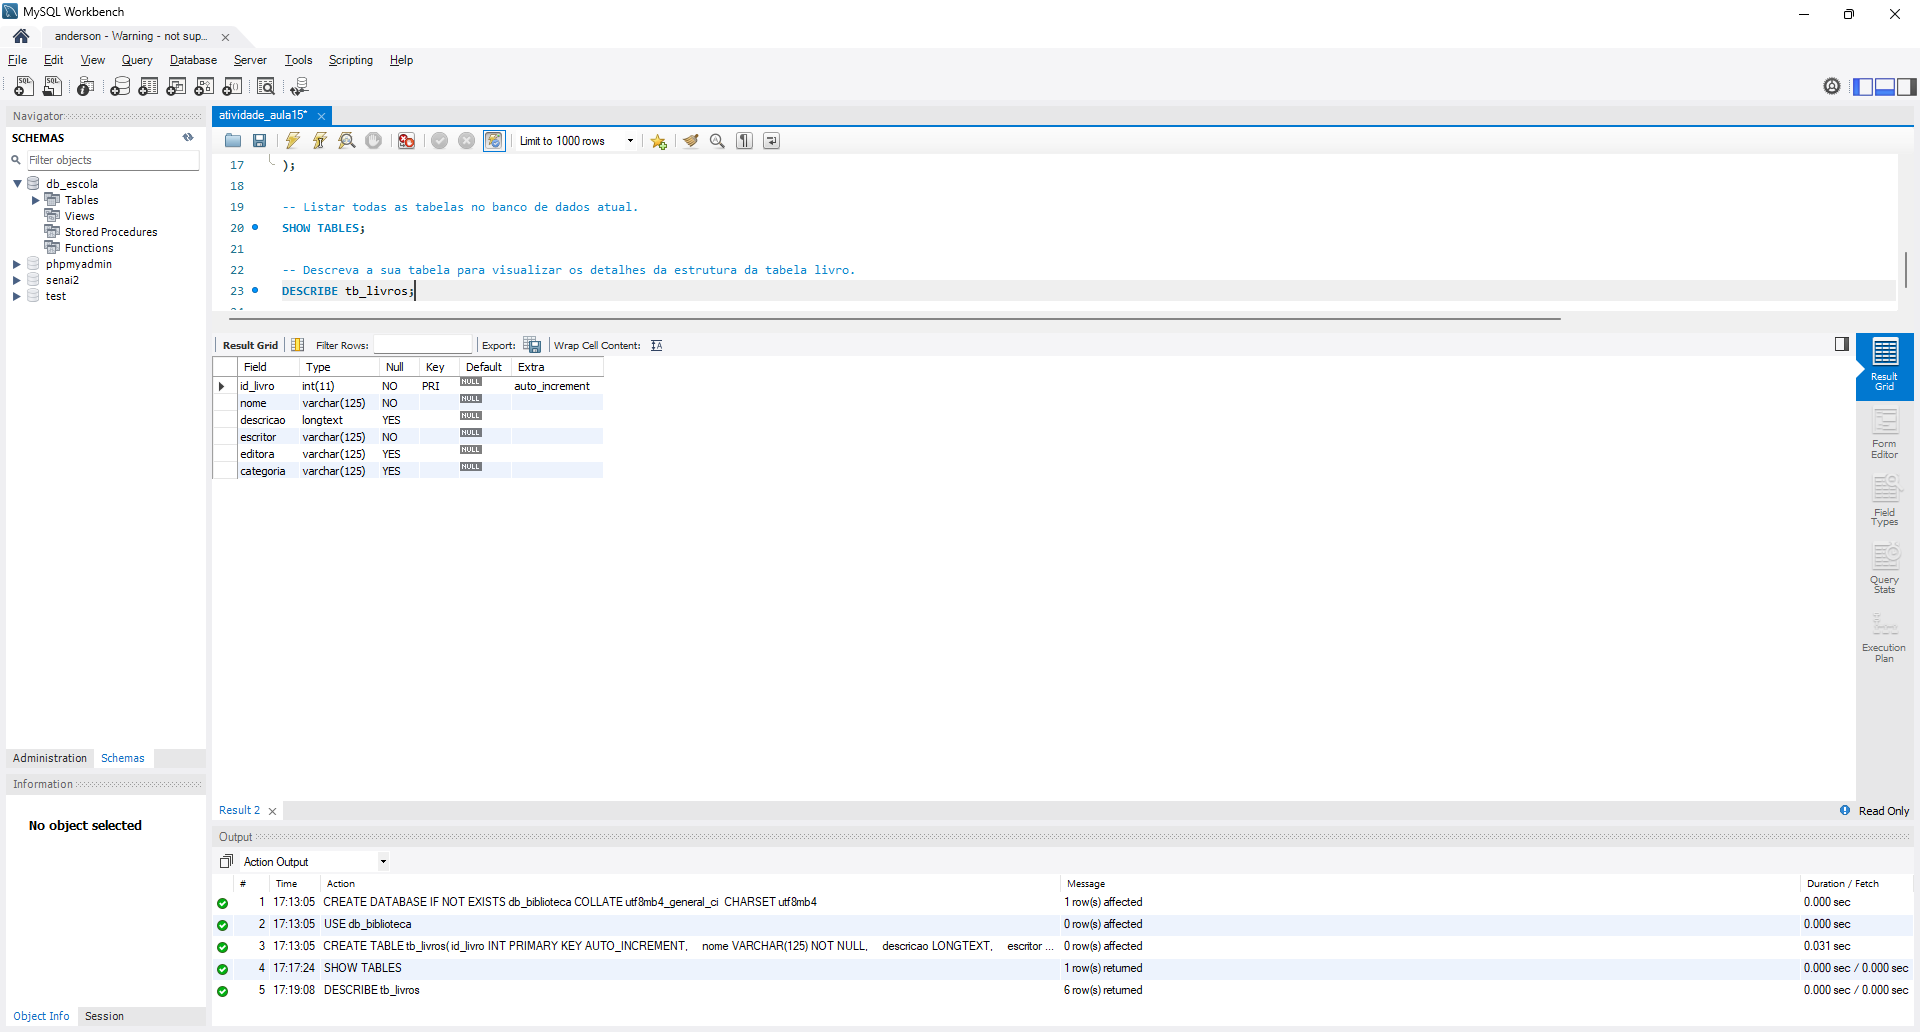 MySQL Workbench
anderson - Warning - not sup...
File Edit View Query Database Server Tools Scripting Help
Navigator
SCHEMAS
Filter objects
db_escola
Tables
Views
Stored Procedures
Functions
phpmyadmin
senai2
test
Administration Schemas
Information
No object selected
Object Info Session
atividade_aula15*
Limit to 1000 rows
17 );
18
19 -- Listar todas as tabelas no banco de dados atual.
20 SHOW TABLES;
21
22 -- Descreva a sua tabela para visualizar os detalhes da estrutura da tabela livro.
23 DESCRIBE tb_livros;
Result Grid Filter Rows: Export: Wrap Cell Content:
Field Type Null Key Default Extra
id_livro int(11) NO PRI NULL auto_increment
nome varchar(125) NO NULL
descricao longtext YES NULL
escritor varchar(125) NO NULL
editora varchar(125) YES NULL
categoria varchar(125) YES NULL
Result Grid
Form Editor
Field Types
Query Stats
Execution Plan
Result 2
Read Only
Output
Action Output
# Time Action Message Duration / Fetch
1 17:13:05 CREATE DATABASE IF NOT EXISTS db_biblioteca COLLATE utf8mb4_general_ci CHARSET utf8mb4 1 row(s) affected 0.000 sec
2 17:13:05 USE db_biblioteca 0 row(s) affected 0.000 sec
3 17:13:05 CREATE TABLE tb_livros( id_livro INT PRIMARY KEY AUTO_INCREMENT, nome VARCHAR(125) NOT NULL, descricao LONGTEXT, escritor ... 0 row(s) affected 0.031 sec
4 17:17:24 SHOW TABLES 1 row(s) returned 0.000 sec / 0.000 sec
5 17:19:08 DESCRIBE tb_livros 6 row(s) returned 0.000 sec / 0.000 sec